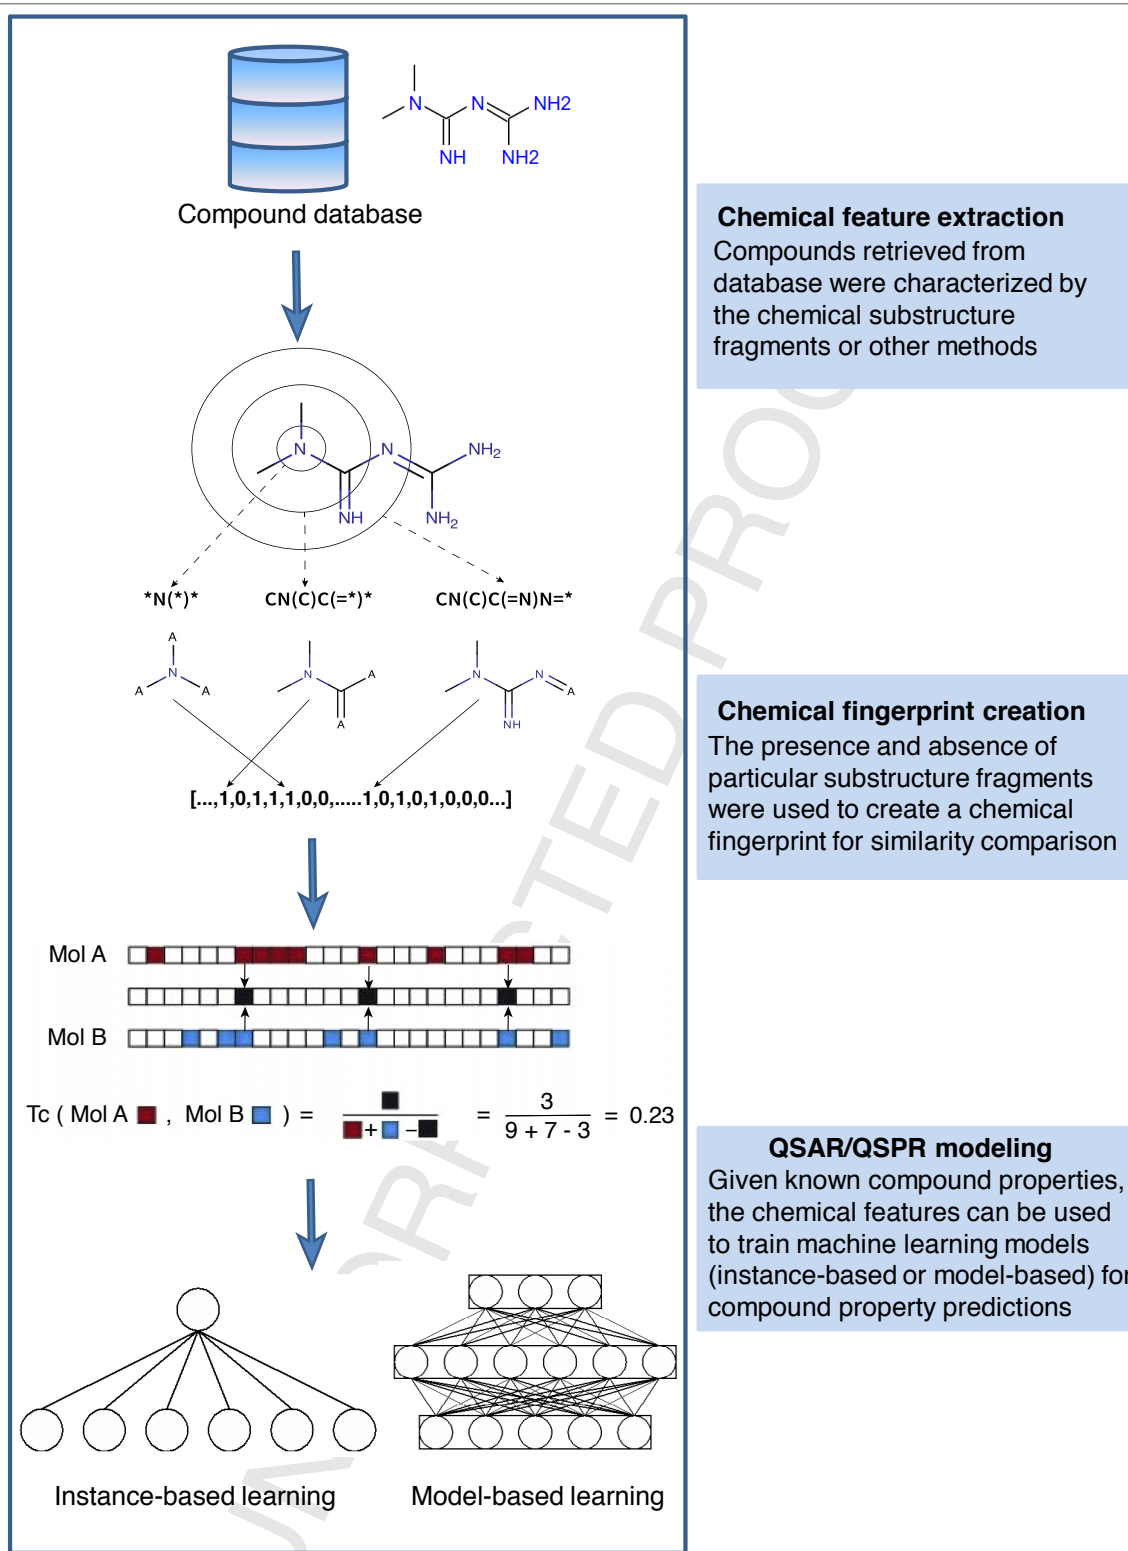 N
N
NH2
NH
NH2
Compound database
Chemical feature extraction
Compounds retrieved from
database were characterized by
the chemical substructure
fragments or other methods
N
N
NH2
NH
NH2
*N(*)*
CN(C)C(=*)*
CN(C)C(=N)N=*
A
N
A
A
N
A
A
N
N
A
NH
[...,1,0,1,1,1,0,0,.....1,0,1,0,1,0,0,0...]
Chemical fingerprint creation
The presence and absence of
particular substructure fragments
were used to create a chemical
fingerprint for similarity comparison
Mol A
Mol B
Tc ( Mol A , Mol B ) = + − = 3 / 9 + 7 - 3 = 0.23
QSAR/QSPR modeling
Given known compound properties,
the chemical features can be used
to train machine learning models
(instance-based or model-based) for
compound property predictions
Instance-based learning
Model-based learning